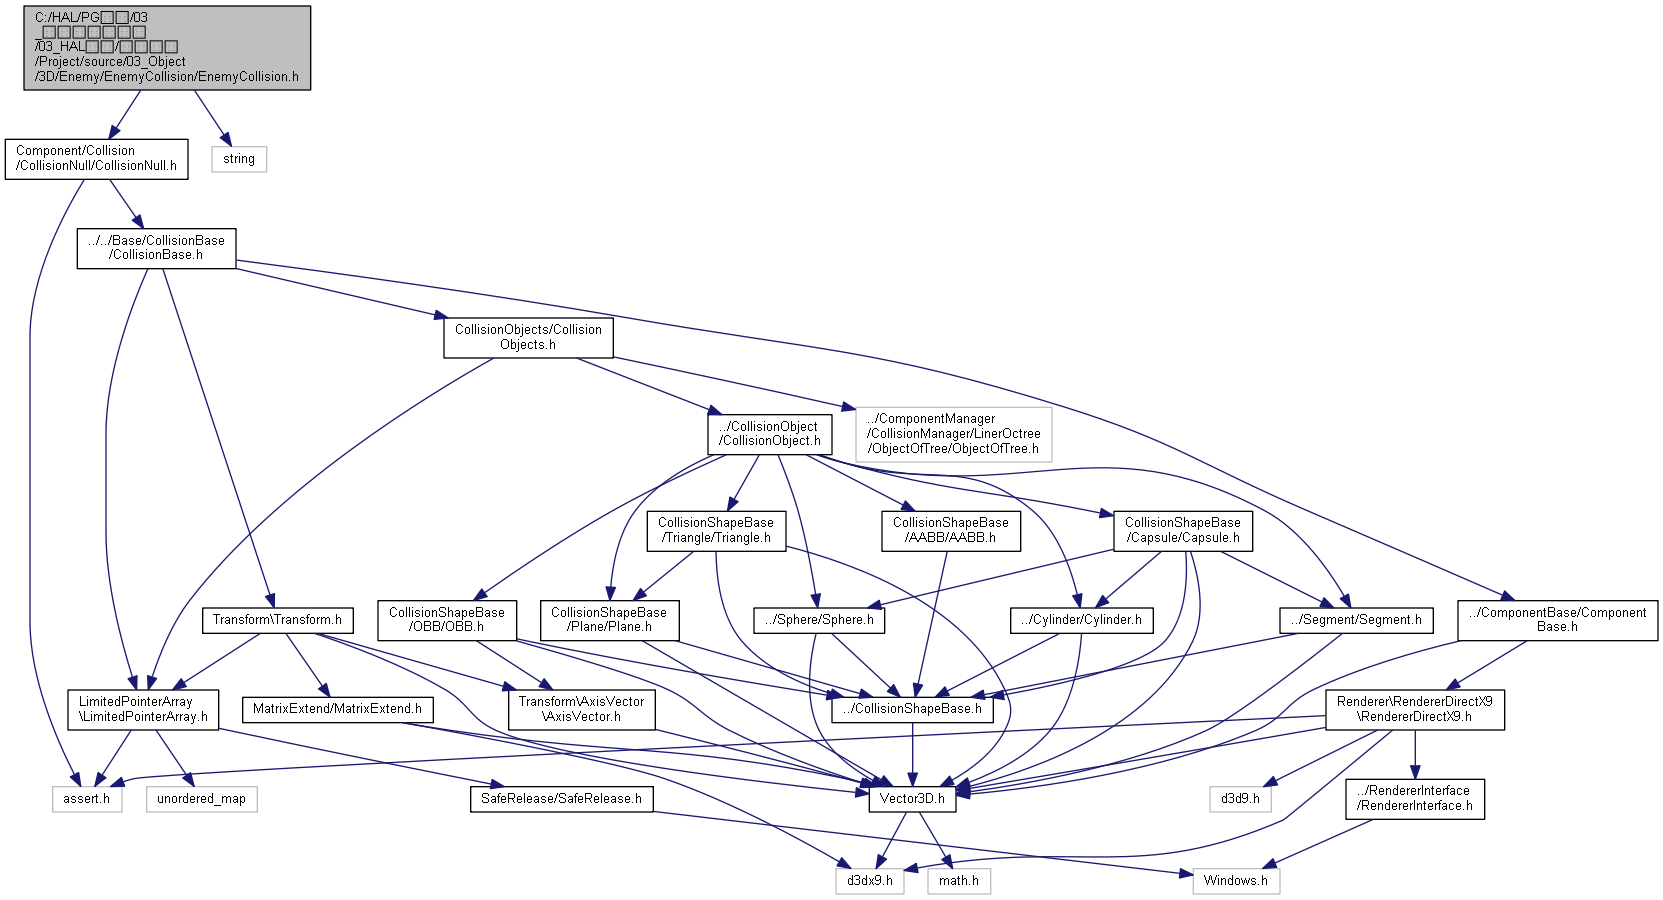 C:/HAL/PG
/03
/03_HAL
/Project/source/03_Object
/3D/Enemy/EnemyCollision/EnemyCollision.h
Component/Collision
/CollisionNull/CollisionNull.h
string
../../Base/CollisionBase
/CollisionBase.h
CollisionObjects/Collision
Objects.h
../CollisionObject
/CollisionObject.h
../ComponentManager
/CollisionManager/LinerOctree
/ObjectOfTree/ObjectOfTree.h
CollisionShapeBase
/Triangle/Triangle.h
CollisionShapeBase
/AABB/AABB.h
CollisionShapeBase
/Capsule/Capsule.h
Transform\Transform.h
CollisionShapeBase
/OBB/OBB.h
CollisionShapeBase
/Plane/Plane.h
../Sphere/Sphere.h
../Cylinder/Cylinder.h
../Segment/Segment.h
../ComponentBase/Component
Base.h
LimitedPointerArray
\LimitedPointerArray.h
MatrixExtend/MatrixExtend.h
Transform\AxisVector
\AxisVector.h
../CollisionShapeBase.h
Renderer\RendererDirectX9
\RendererDirectX9.h
assert.h
unordered_map
SafeRelease/SafeRelease.h
Vector3D.h
d3d9.h
../RendererInterface
/RendererInterface.h
d3dx9.h
math.h
Windows.h